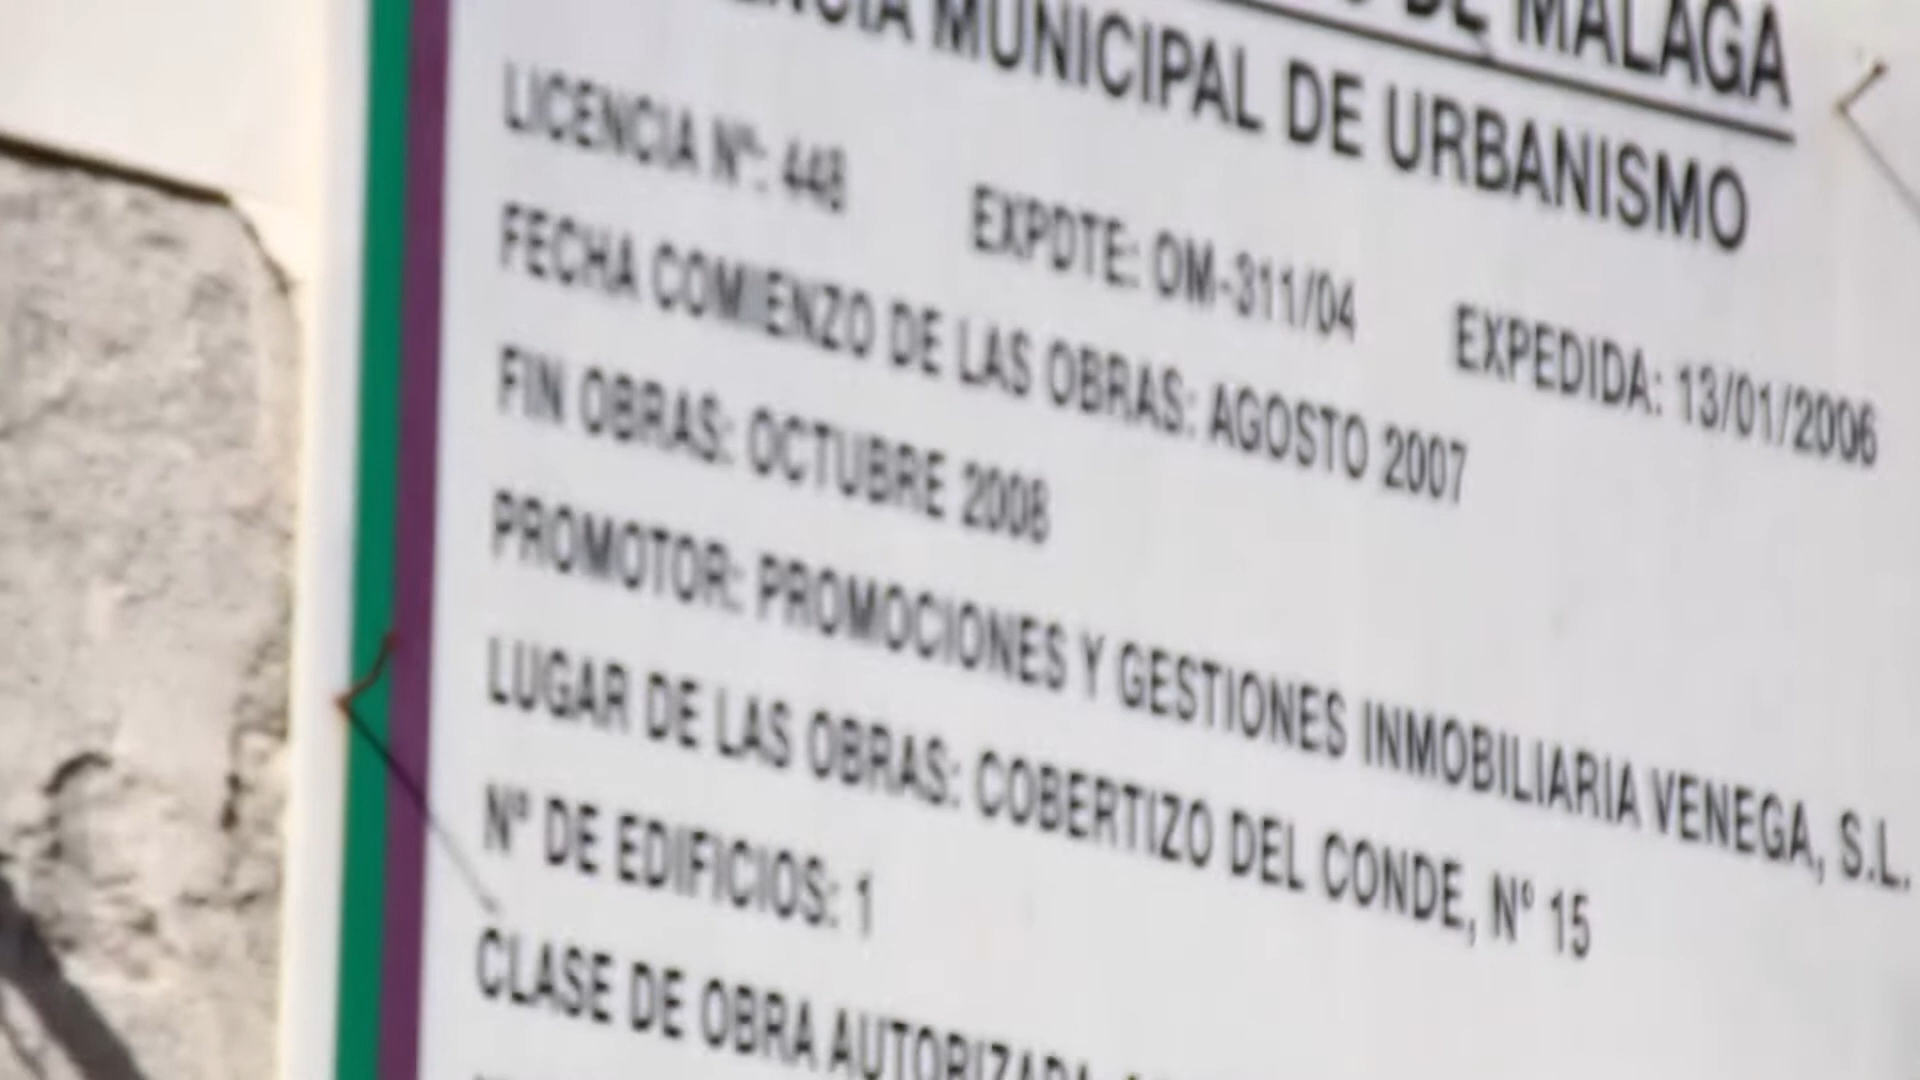 DE MÁLAGA
MUNICIPAL DE URBANISMO
LICENCIA Nº: 448 EXPDTE: OM-311/04 EXPEDIDA: 13/01/2006
FECHA COMIENZO DE LAS OBRAS: AGOSTO 2007
FIN OBRAS: OCTUBRE 2008
PROMOTOR: PROMOCIONES Y GESTIONES INMOBILIARIA VENEGA, S.L.
LUGAR DE LAS OBRAS: COBERTIZO DEL CONDE, Nº 15
Nº DE EDIFICIOS: 1
CLASE DE OBRA AUTORIZADA: